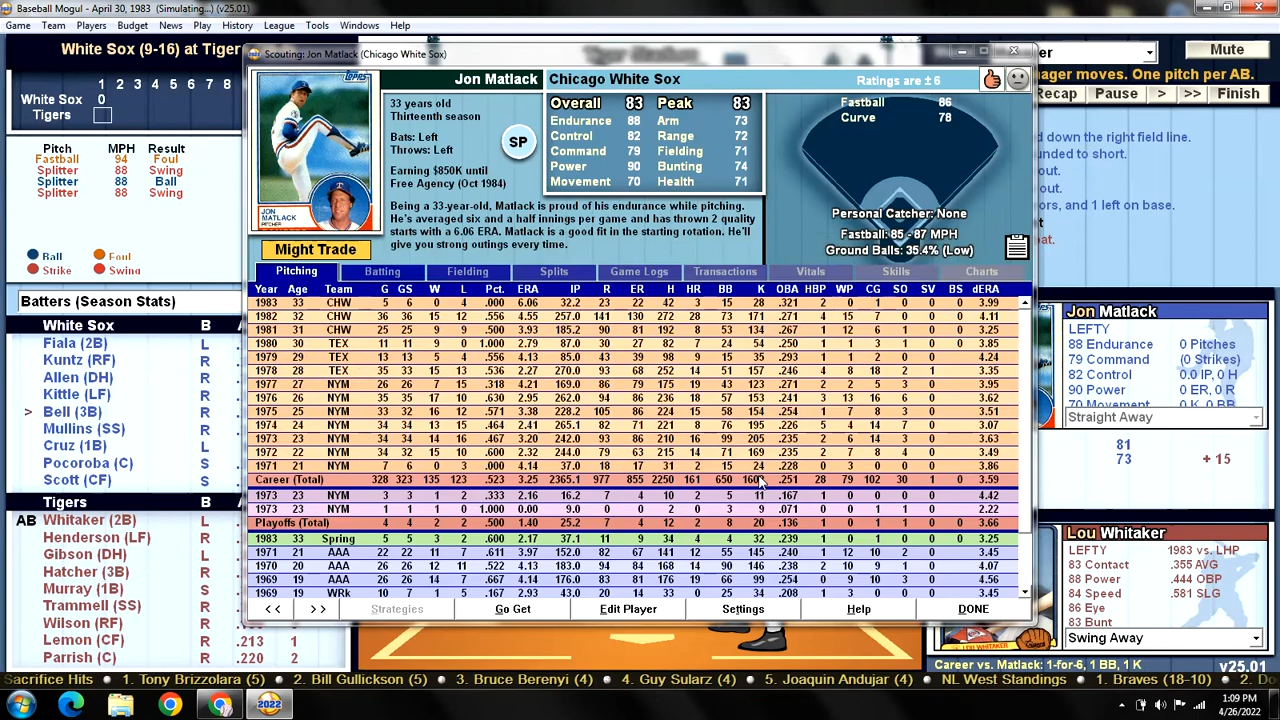 Baseball Mogul - April 30, 1983 (Simulating...) (v25.01)
Game Team Players Budget News Play History League Tools Windows Help
White Sox (9-16) at Tiger
1 2 3 4 5 6 7 8
White Sox 0
Tigers
Pitch MPH Result
Fastball 94 Foul
Splitter 88 Swing
Splitter 88 Ball
Splitter 88 Swing
Ball Foul
Strike Swing
Batters (Season Stats)
White Sox B
Fiala (2B) L
Kuntz (RF) R
Allen (DH) R
Kittle (LF) R
> Bell (3B) R
Mullins (SS) R
Cruz (1B) S
Pocoroba (C) S
Scott (CF) S
Tigers B
AB Whitaker (2B) L
Henderson (LF) R
Gibson (DH) L
Hatcher (3B) R
Murray (1B) S
Trammell (SS) R
Wilson (RF) R
Lemon (CF) R .213 1
Parrish (C) R .220 2
Scouting: Jon Matlack (Chicago White Sox)
Topps
JON MATLACK
PITCHER
Jon Matlack
33 years old
Thirteenth season
Bats: Left
Throws: Left
Earning $850K until
Free Agency (Oct 1984)
SP
Chicago White Sox
Ratings are ± 6
Overall 83 Peak 83
Endurance 88 Arm 73
Control 82 Range 72
Command 79 Fielding 71
Power 90 Bunting 74
Movement 70 Health 71
Being a 33-year-old, Matlack is proud of his endurance while pitching.
He's averaged six and a half innings per game and has thrown 2 quality
starts with a 6.06 ERA. Matlack is a good fit in the starting rotation. He'll
give you strong outings every time.
Might Trade
Fastball 86
Curve 78
Personal Catcher: None
Fastball: 85 - 87 MPH
Ground Balls: 35.4% (Low)
Pitching Batting Fielding Splits Game Logs Transactions Vitals Skills Charts
Year Age Team G GS W L Pct. ERA IP R ER H HR BB K OBA HBP WP CG SO SV BS dERA
1983 33 CHW 5 6 0 4 .000 6.06 32.2 23 22 42 3 15 28 .321 2 0 1 0 0 0 3.99
1982 32 CHW 36 36 15 12 .556 4.55 257.0 141 130 272 28 73 171 .271 4 15 7 0 0 0 4.11
1981 31 CHW 25 25 9 9 .500 3.93 185.2 90 81 192 8 53 134 .267 1 12 6 1 0 0 3.25
1980 30 TEX 11 11 9 0 1.000 2.79 87.0 30 27 82 7 24 54 .250 1 1 3 1 0 0 3.85
1979 29 TEX 13 13 5 4 .556 4.13 85.0 43 39 98 9 15 35 .293 1 1 2 0 0 0 4.24
1978 28 TEX 35 33 15 13 .536 2.27 270.0 93 68 252 14 51 157 .246 4 8 18 2 1 0 3.35
1977 27 NYM 26 26 7 15 .318 4.21 169.0 86 79 175 19 43 123 .271 2 2 5 3 0 0 3.95
1976 26 NYM 35 35 17 10 .630 2.95 262.0 94 86 236 18 57 153 .241 3 13 16 6 0 0 3.62
1975 25 NYM 33 32 16 12 .571 3.38 228.2 105 86 224 15 58 154 .254 1 7 8 3 0 0 3.51
1974 24 NYM 34 34 13 15 .464 2.41 265.1 82 71 221 8 76 195 .226 5 4 14 7 0 0 3.07
1973 23 NYM 34 34 14 16 .467 3.20 242.0 93 86 210 16 99 205 .235 2 6 14 3 0 0 3.63
1972 22 NYM 34 32 15 10 .600 2.32 244.0 79 63 215 14 71 169 .235 2 7 8 4 0 0 3.49
1971 21 NYM 7 6 0 3 .000 4.14 37.0 18 17 31 2 15 24 .228 0 3 0 0 0 0 3.86
Career (Total) 328 323 135 123 .523 3.25 2365.1 977 855 2250 161 650 160 .251 28 79 102 30 1 0 3.59
1973 23 NYM 3 3 1 2 .333 2.16 16.2 7 4 10 2 5 11 .167 1 0 0 0 0 0 4.42
1973 23 NYM 1 1 1 0 1.000 0.00 9.0 0 0 2 0 3 9 .071 0 1 1 1 0 0 2.22
Playoffs (Total) 4 4 2 2 .500 1.40 25.2 7 4 12 2 8 20 .136 1 1 1 1 0 0 3.66
1983 33 Spring 5 5 3 2 .600 2.17 37.1 11 9 34 4 4 32 .239 1 0 1 0 0 0 3.25
1971 21 AAA 22 22 11 7 .611 3.97 152.0 82 67 141 12 55 145 .240 1 12 10 2 0 0 3.45
1970 20 AAA 26 26 12 11 .522 4.13 183.0 94 84 168 14 90 146 .238 2 10 9 1 0 0 4.07
1969 19 AAA 26 26 14 7 .667 4.14 176.0 83 81 176 19 66 99 .254 0 9 10 3 0 0 4.56
1969 19 WRk 10 7 1 5 .167 2.93 43.0 20 14 36 0 25 34 .208 1 3 0 0 0 0 3.45
<< >> Strategies Go Get Edit Player Settings Help DONE
Mute
nager moves. One pitch per AB.
Recap Pause > >> Finish
d down the right field line.
unded to short.
out.
is out.
ors, and 1 left on base.
Jon Matlack
LEFTY
88 Endurance 0 Pitches
79 Command (0 Strikes)
82 Control 0.0 IP, 0 H
90 Power 0 ER, 0 R
Straight Away
81
73 + 15
Lou Whitaker
LEFTY 1983 vs. LHP
83 Contact .355 AVG
88 Power .444 OBP
84 Speed .581 SLG
86 Eye
83 Bunt
Swing Away
LOU WHITAKER
Career vs. Matlack: 1-for-6, 1 BB, 1 K
v25.01
Sacrifice Hits • 1. Tony Brizzolara (5) • 2. Bill Gullickson (5) • 3. Bruce Berenyi (4) • 4. Guy Sularz (4) • 5. Joaquin Andujar (4) • NL West Standings • 1. Braves (18-10) • 2. Do
2022
1:09 PM
4/26/2022